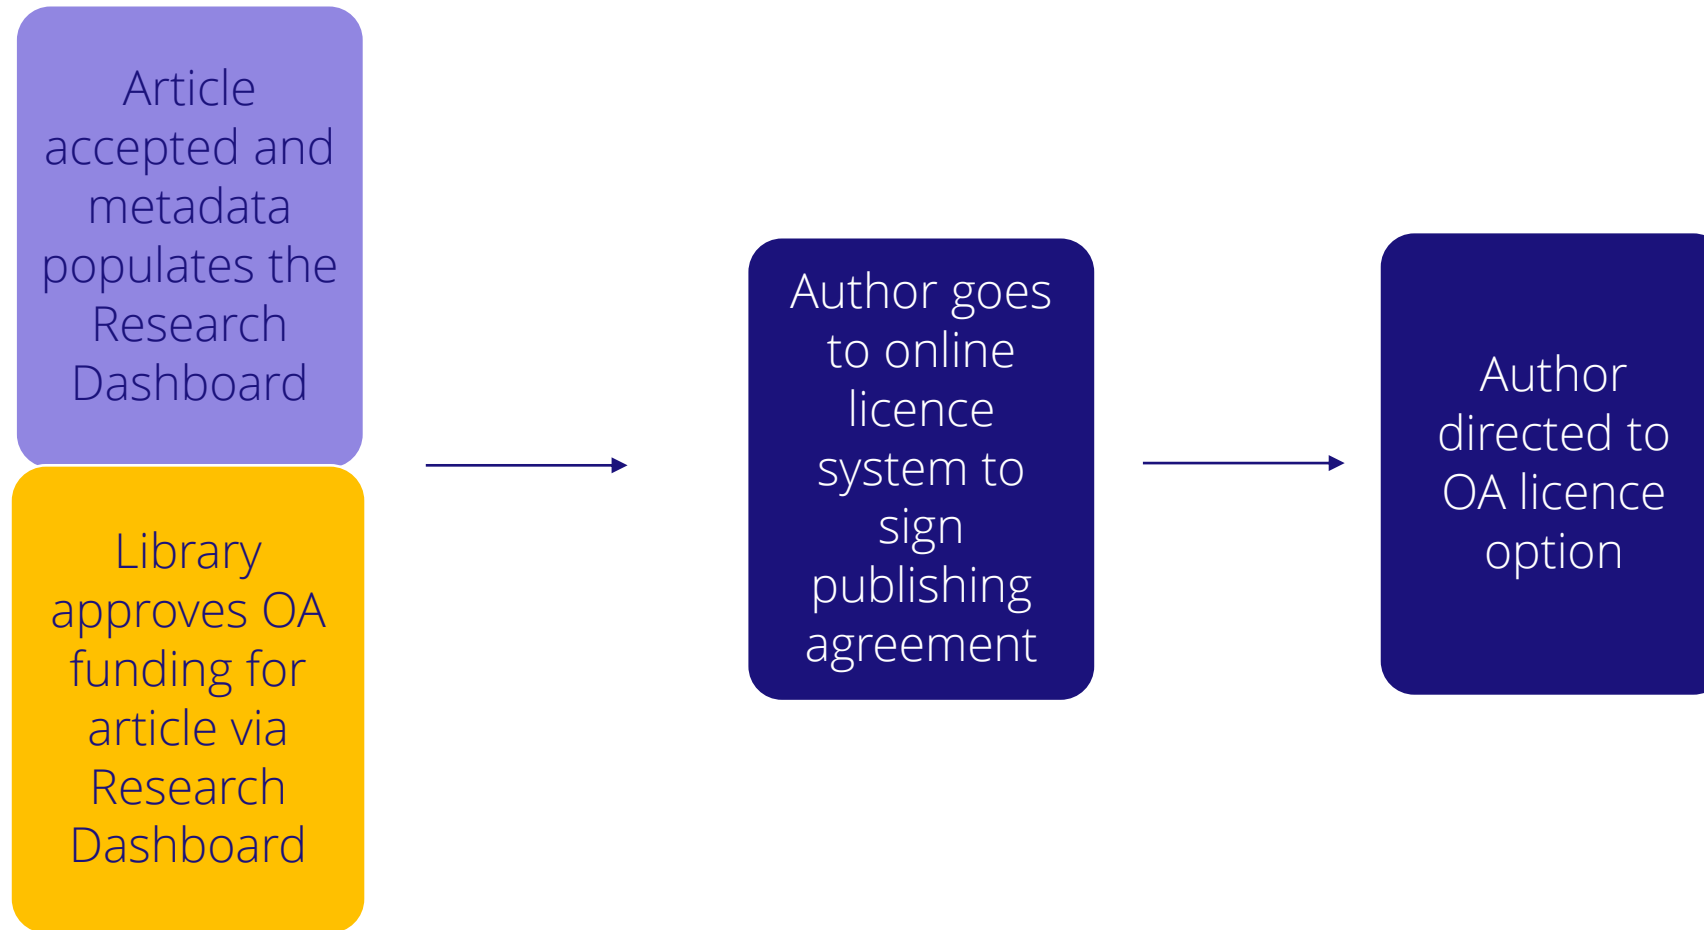 Article
accepted and
metadata
populates the
Research
Dashboard
Library
approves OA
funding for
article via
Research
Dashboard
Author goes
to online
licence
system to
sign
publishing
agreement
Author
directed to
OA licence
option